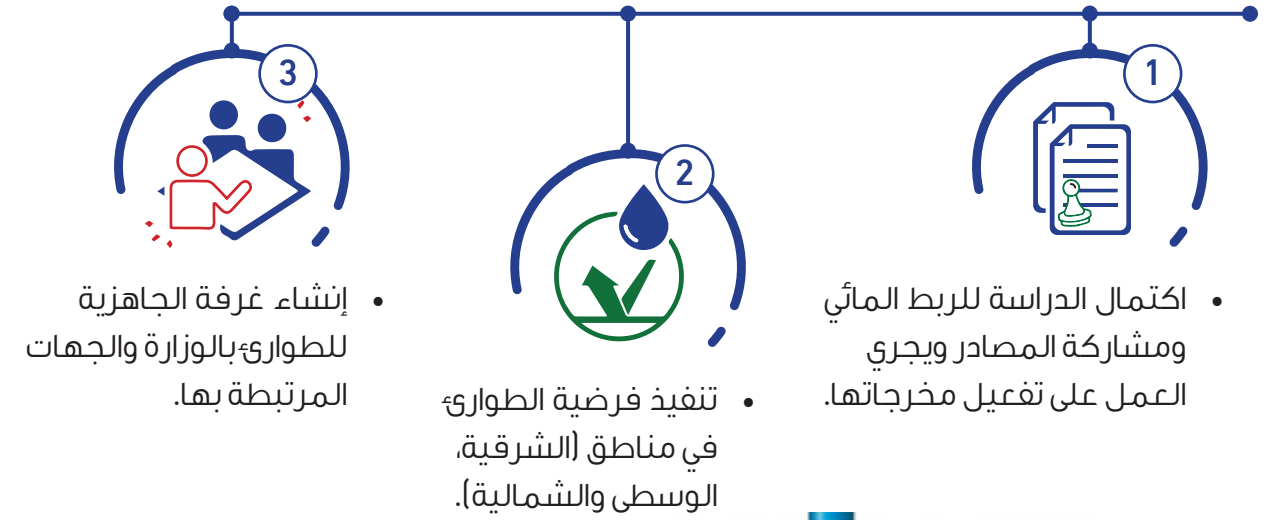 1
اكتمال الدراسة للربط المائي
ومشاركة المصادر ويجري
العمل على تفعيل مخرجاتها.
2
تنفيذ فرضية الطوارئ
في مناطق (الشرقية،
الوسطى والشمالية).
3
إنشاء غرفة الجاهزية
للطوارئ بالوزارة والجهات
المرتبطة بها.